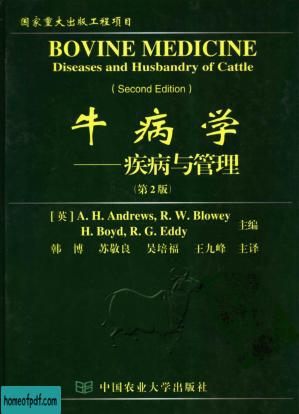 国家重大出版工程项目
BOVINE MEDICINE
Diseases and Husbandry of Cattle
(Second Edition)
牛病学
——疾病与管理
(第2版)
[英] A. H. Andrews, R. W. Blowey
H. Boyd, R. G. Eddy
主编
韩博 苏敬良 吴培福 王九峰 主译
中国农业大学出版社
homeofpdf.com